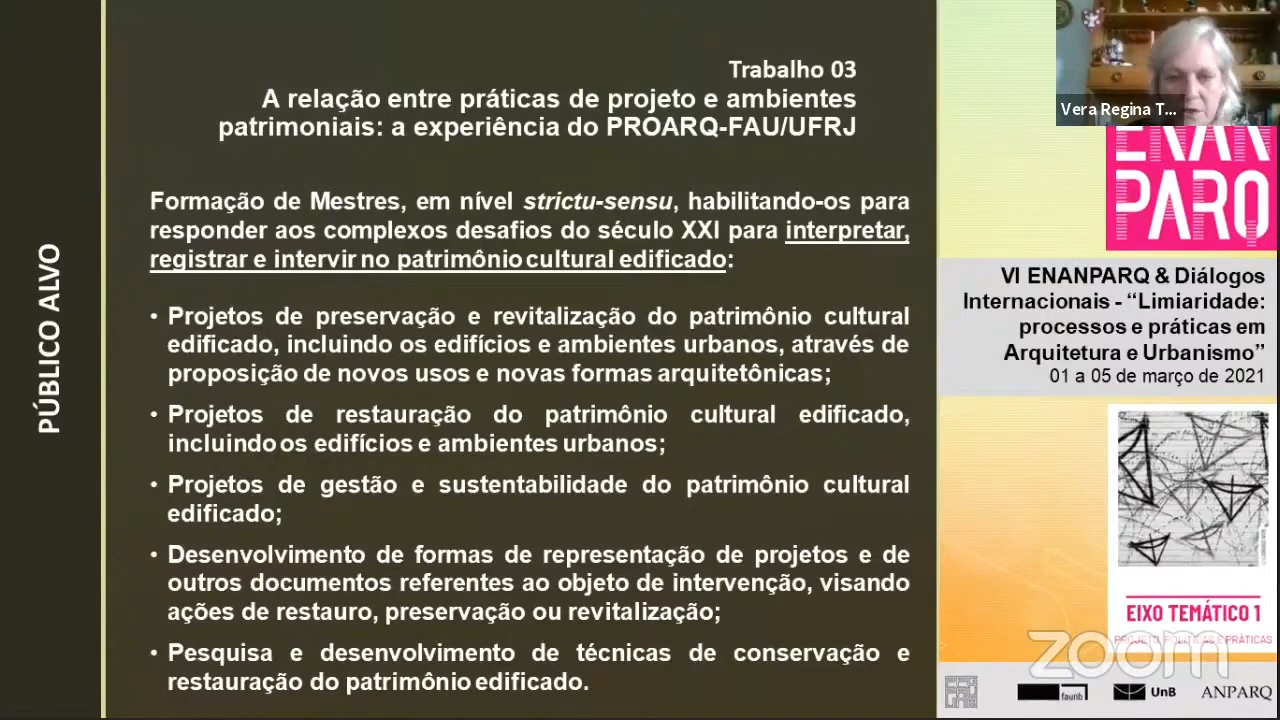 PÚBLICO ALVO
Trabalho 03
A relação entre práticas de projeto e ambientes
patrimoniais: a experiência do PROARQ-FAU/UFRJ
Formação de Mestres, em nível strictu-sensu, habilitando-os para
responder aos complexos desafios do século XXI para interpretar,
registrar e intervir no patrimônio cultural edificado:
• Projetos de preservação e revitalização do patrimônio cultural
edificado, incluindo os edifícios e ambientes urbanos, através de
proposição de novos usos e novas formas arquitetônicas;
• Projetos de restauração do patrimônio cultural edificado,
incluindo os edifícios e ambientes urbanos;
• Projetos de gestão e sustentabilidade do patrimônio cultural
edificado;
• Desenvolvimento de formas de representação de projetos e de
outros documentos referentes ao objeto de intervenção, visando
ações de restauro, preservação ou revitalização;
• Pesquisa e desenvolvimento de técnicas de conservação e
restauração do patrimônio edificado.
Vera Regina T...
ENAN
PARQ
VI ENANPARQ & Diálogos
Internacionais - “Limiaridade:
processos e práticas em
Arquitetura e Urbanismo”
01 a 05 de março de 2021
EIXO TEMÁTICO 1
PROJETO, POLÍTICAS E PRÁTICAS
zoom
faunb
UnB
ANPARQ